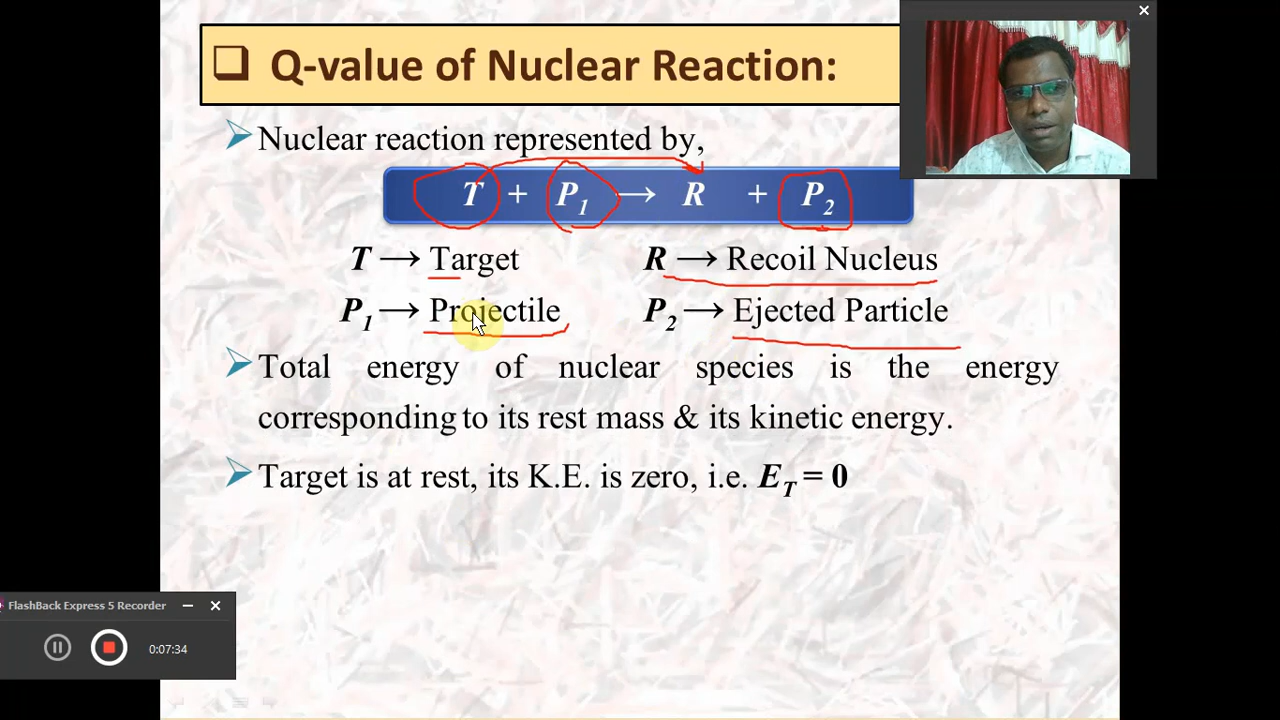 ❑ Q-value of Nuclear Reaction:
➢ Nuclear reaction represented by,
T + P₁ → R + P₂
T → Target R → Recoil Nucleus
P₁ → Projectile P₂ → Ejected Particle
➢ Total energy of nuclear species is the energy
corresponding to its rest mass & its kinetic energy.
➢ Target is at rest, its K.E. is zero, i.e. E_T = 0
FlashBack Express 5 Recorder
0:07:34